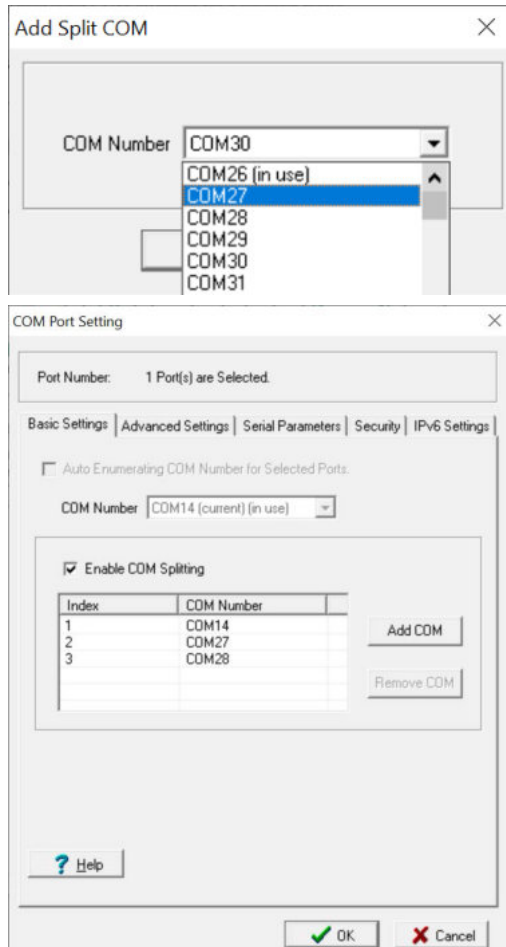 Add Split COM
COM Number COM30
COM26 (in use)
COM27
COM28
COM29
COM30
COM31
COM Port Setting
Port Number: 1 Port(s) are Selected.
Basic Settings Advanced Settings Serial Parameters Security IPv6 Settings
Auto Enumerating COM Number for Selected Ports.
COM Number COM14 (current) (in use)
Enable COM Splitting
Index COM Number
1 COM14
2 COM27
3 COM28
Add COM
Remove COM
? Help
OK Cancel